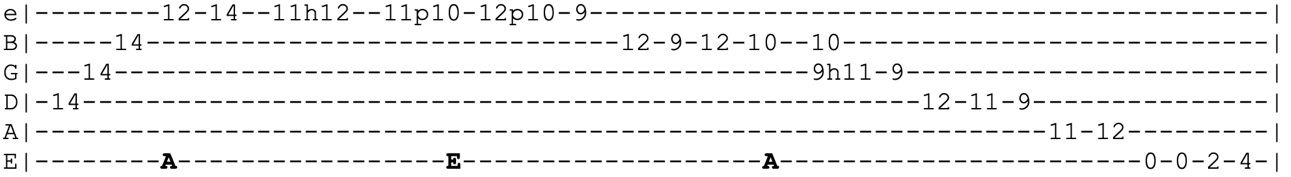 e|--------12-14--11h12--11p10-12p10-9-------------------------------------------|
B|-----14------------------------------12-9-12-10--10---------------------------|
G|---14--------------------------------------------9h11-9-----------------------|
D|-14-----------------------------------------------------12-11-9---------------|
A|----------------------------------------------------------------11-12---------|
E|--------A-----------------E-------------------A-----------------------0-0-2-4-|